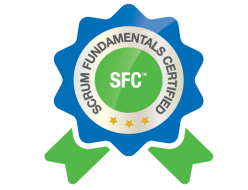 SCRUM FUNDAMENTALS CERTIFIED
SFC™